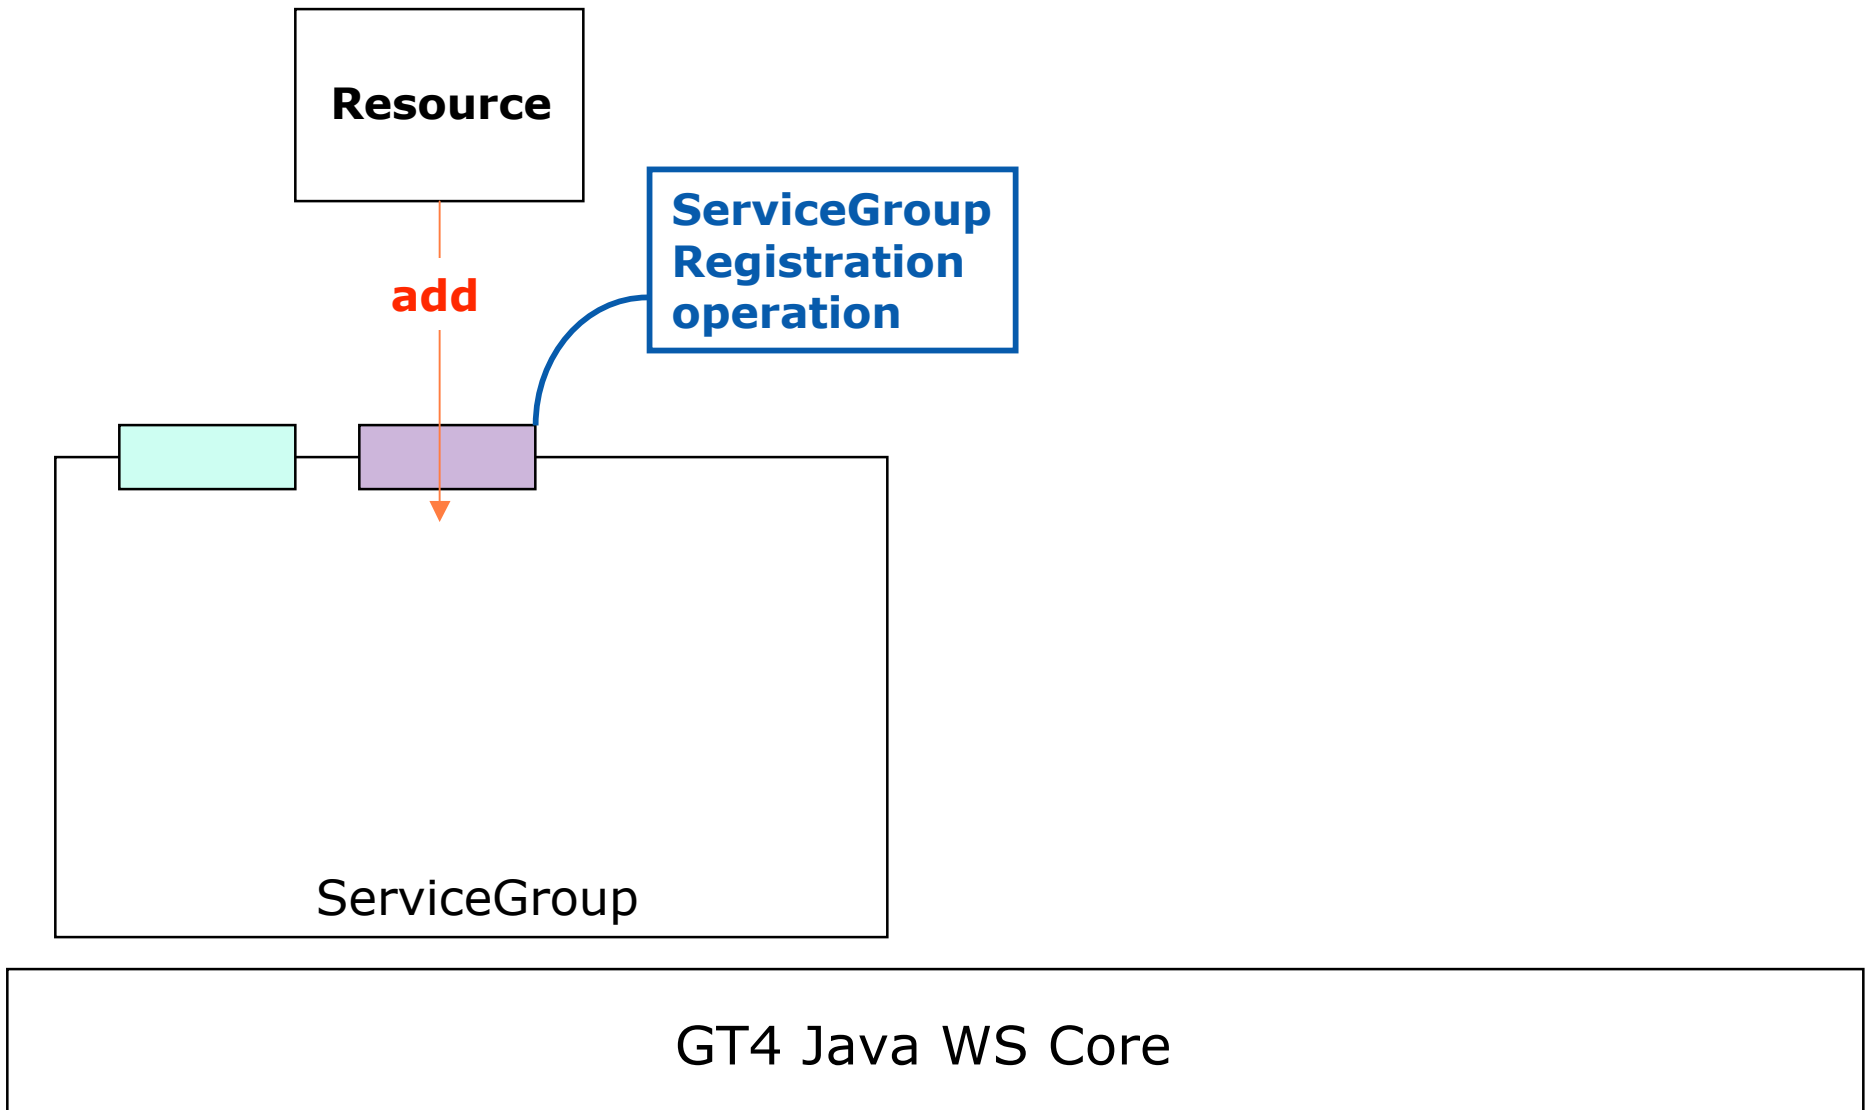 Resource
ServiceGroup
Registration
operation
add
ServiceGroup
GT4 Java WS Core